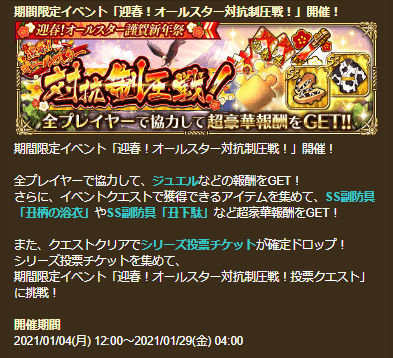 期間限定イベント「迎春！オールスター対抗制圧戦！」開催！
迎春！オールスター謹賀新年祭
対抗制圧戦!!
全プレイヤーで協力して超豪華報酬をGET!!
期間限定イベント「迎春！オールスター対抗制圧戦！」開催！
全プレイヤーで協力して、ジュエルなどの報酬をGET！
さらに、イベントクエストで獲得できるアイテムを集めて、SS副防具
「丑柄の浴衣」やSS副防具「丑下駄」など超豪華報酬をGET！
また、クエストクリアでシリーズ投票チケットが確定ドロップ！
シリーズ投票チケットを集めて、
期間限定イベント「迎春！オールスター対抗制圧戦！投票クエスト」
に挑戦！
開催期間
2021/01/04(月) 12:00～2021/01/29(金) 04:00